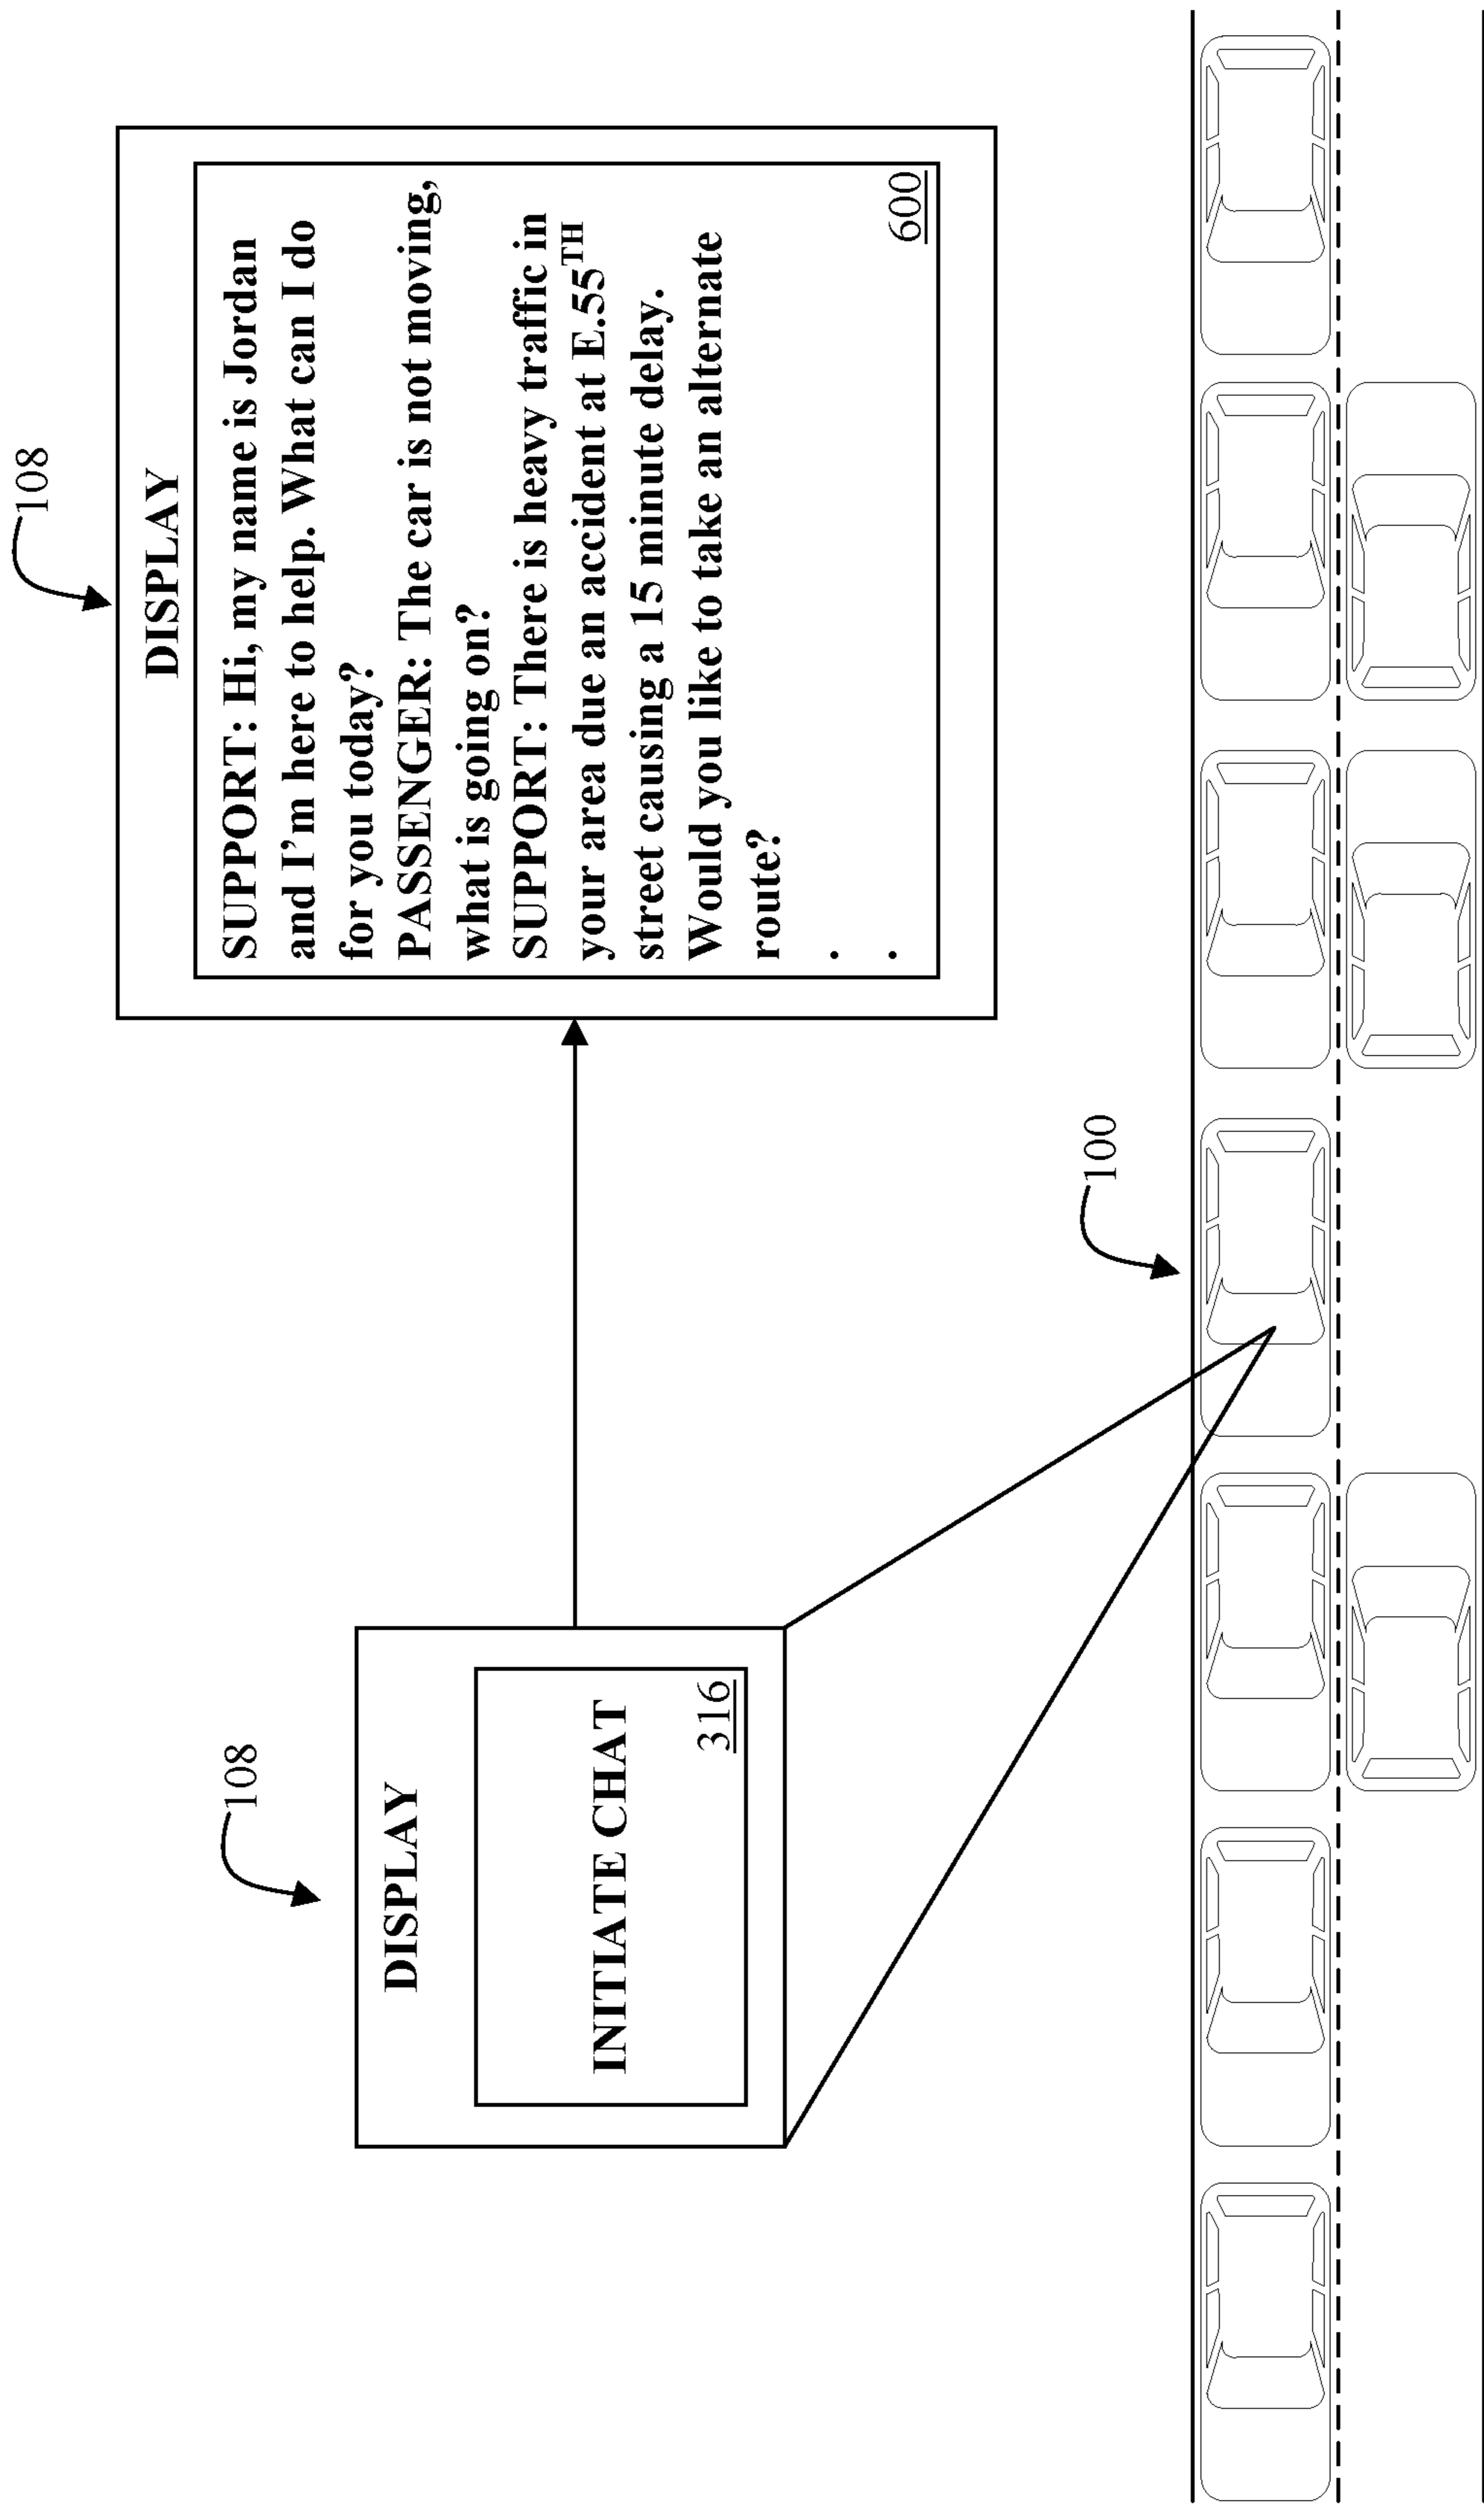 108
DISPLAY
SUPPORT: Hi, my name is Jordan
and I'm here to help. What can I do
for you today?
PASSENGER: The car is not moving,
what is going on?
SUPPORT: There is heavy traffic in
your area due an accident at E.55TH
street causing a 15 minute delay.
Would you like to take an alternate
route?
.
.
600
108
DISPLAY
INITIATE CHAT
316
100